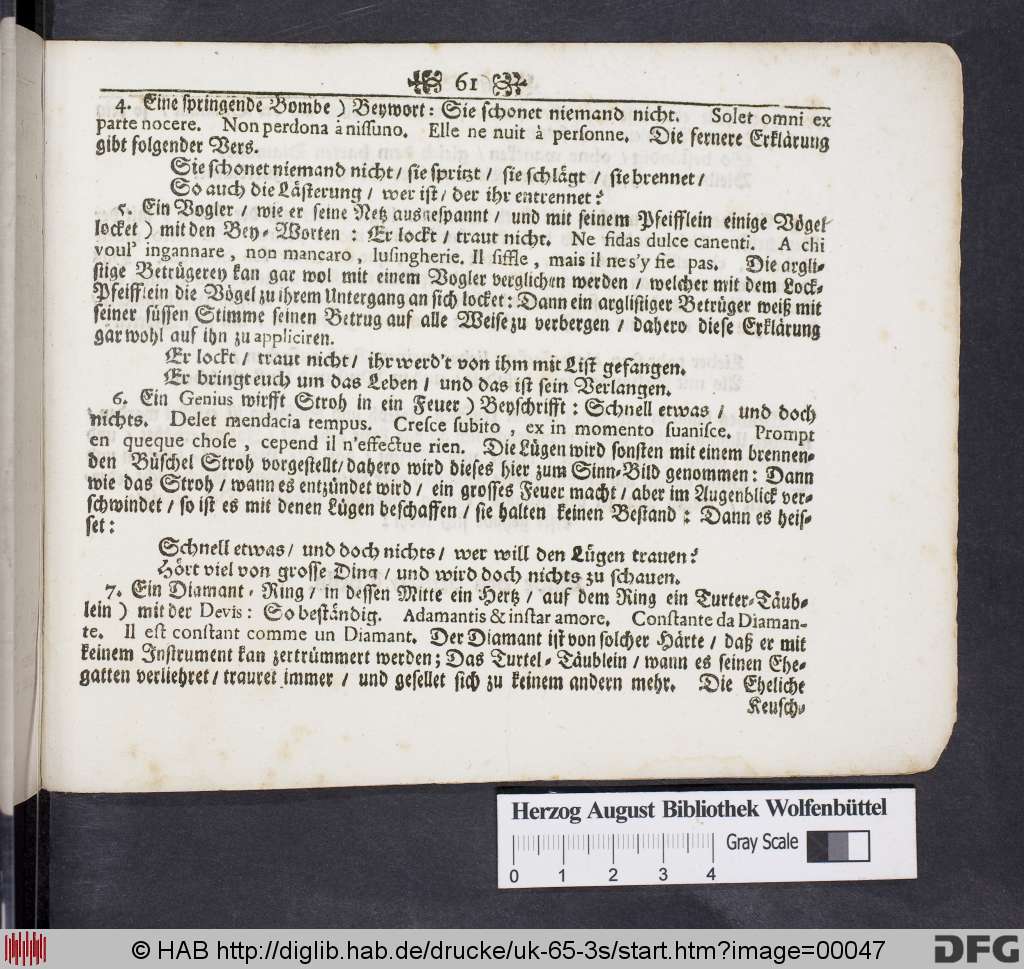 61
4. Eine springende Bombe ) Beywort: Sie schonet niemand nicht. Solet omni ex
parte nocere. Non perdona à nissuno. Elle ne nuit à personne. Die fernere Erklärung
gibt folgender Vers.
Sie schonet niemand nicht / sie spritzt / sie schlägt / sie brennet /
So auch die Lästerung / wer ist / der ihr entrennet?
5. Ein Vogler / wie er seine Netz ausgespannt / und mit seinem Pfeifflein einige Vögel
locket ) mit den Bey-Worten : Er lockt / traut nicht. Ne fidas dulce canenti. A chi
voul' ingannare , non mancaro , lusingherie. Il siffle , mais il ne s'y fie pas. Die argli-
stige Betrügerey kan gar wol mit einem Vogler verglichen werden / welcher mit dem Lock-
Pfeifflein die Vögel zu ihrem Untergang an sich locket: Dann ein arglistiger Betrüger weiß mit
seiner süssen Stimme seinen Betrug auf alle Weise zu verbergen / dahero diese Erklärung
gar wohl auf ihn zu appliciren.
Er lockt / traut nicht / ihr werd't von ihm mit List gefangen.
Er bringt euch um das Leben / und das ist sein Verlangen.
6. Ein Genius wirfft Stroh in ein Feuer ) Beyschrifft : Schnell etwas / und doch
nichts. Delet mendacia tempus. Cresce subito , ex in momento suanisce. Prompt
en queque chose , cepend il n'effectue rien. Die Lügen wird sonsten mit einem brennen-
den Büschel Stroh vorgestellt / dahero wird dieses hier zum Sinn-Bild genommen: Dann
wie das Stroh / wann es entzündet wird / ein grosses Feuer macht / aber im Augenblick ver-
schwindet / so ist es mit denen Lügen beschaffen / sie halten keinen Bestand : Dann es heis-
set :
Schnell etwas / und doch nichts / wer will den Lügen trauen?
Hört viel von grosse Ding / und wird doch nichts zu schauen.
7. Ein Diamant-Ring / in dessen Mitte ein Hertz / auf dem Ring ein Turter-Täub-
lein ) mit der Devis : So beständig. Adamantis & instar amore. Constante da Diaman-
te. Il est constant comme un Diamant. Der Diamant ist von solcher Härte / daß er mit
keinem Instrument kan zertrümmert werden; Das Turtel-Täublein / wann es seinen Ehe-
gatten verliehret / trauret immer / und gesellet sich zu keinem andern mehr. Die Eheliche
Keusch-
Herzog August Bibliothek Wolfenbüttel
Gray Scale
0 1 2 3 4
© HAB http://diglib.hab.de/drucke/uk-65-3s/start.htm?image=00047
DFG